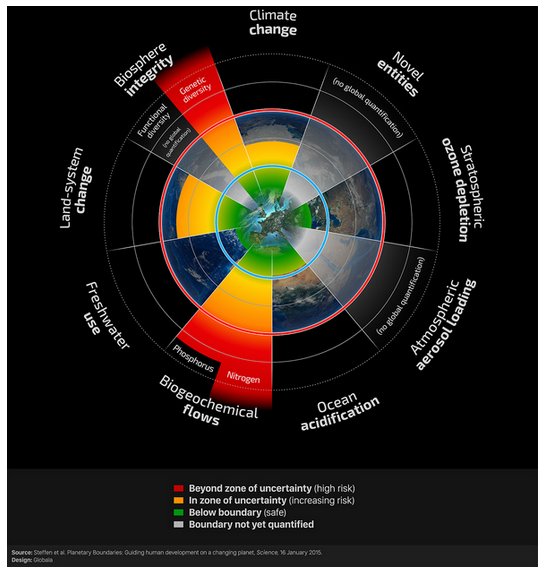 Climate
change
Novel
entities
(no global quantification)
Stratospheric
ozone depletion
Atmospheric
aerosol loading
(no global quantification)
Ocean
acidification
Biogeochemical
flows
Phosphorus
Nitrogen
Freshwater
use
Land-system
change
Biosphere
integrity
Genetic
diversity
Functional
diversity
(no global
quantification)
Beyond zone of uncertainty (high risk)
In zone of uncertainty (increasing risk)
Below boundary (safe)
Boundary not yet quantified
Source: Steffen et al. Planetary Boundaries: Guiding human development on a changing planet, Science, 16 January 2015.
Design: Globaïa